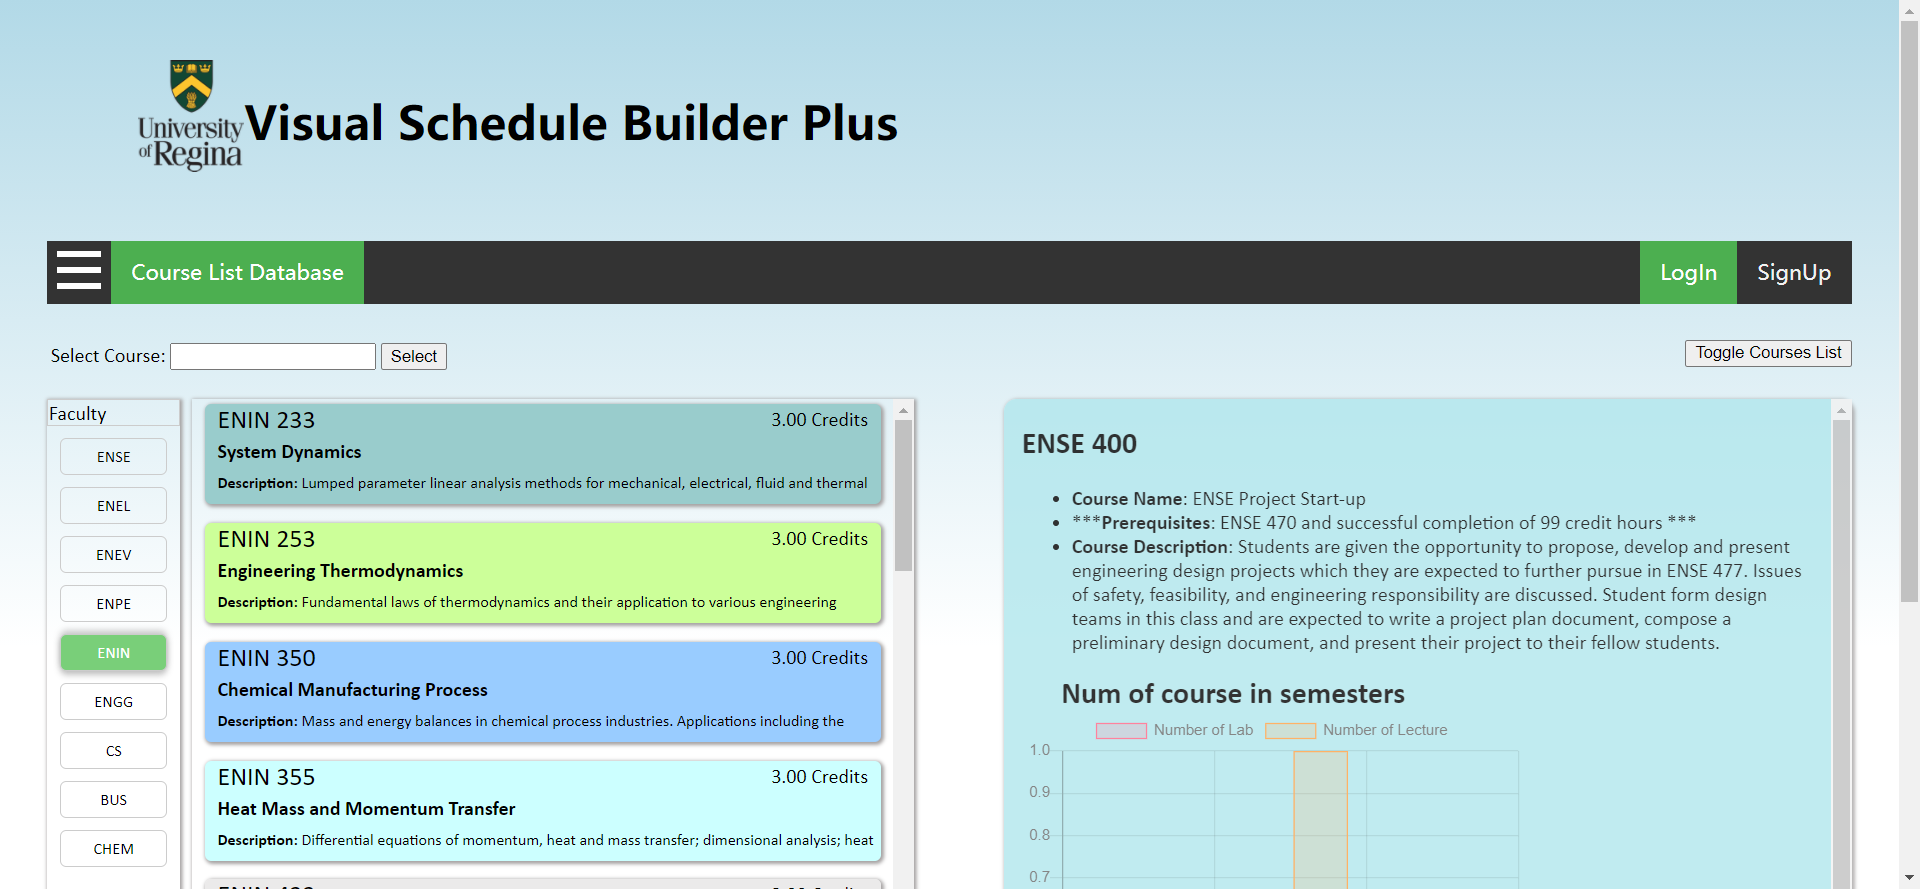 University
of Regina
Visual Schedule Builder Plus
Course List Database
LogIn
SignUp
Select Course:
Select
Toggle Courses List
Faculty
ENSE
ENEL
ENEV
ENPE
ENIN
ENGG
CS
BUS
CHEM
ENIN 233
3.00 Credits
System Dynamics
Description: Lumped parameter linear analysis methods for mechanical, electrical, fluid and thermal
ENIN 253
3.00 Credits
Engineering Thermodynamics
Description: Fundamental laws of thermodynamics and their application to various engineering
ENIN 350
3.00 Credits
Chemical Manufacturing Process
Description: Mass and energy balances in chemical process industries. Applications including the
ENIN 355
3.00 Credits
Heat Mass and Momentum Transfer
Description: Differential equations of momentum, heat and mass transfer; dimensional analysis; heat
ENSE 400
• Course Name: ENSE Project Start-up
• ***Prerequisites: ENSE 470 and successful completion of 99 credit hours ***
• Course Description: Students are given the opportunity to propose, develop and present
engineering design projects which they are expected to further pursue in ENSE 477. Issues
of safety, feasibility, and engineering responsibility are discussed. Student form design
teams in this class and are expected to write a project plan document, compose a
preliminary design document, and present their project to their fellow students.
Num of course in semesters
Number of Lab
Number of Lecture
1.0
0.9
0.8
0.7